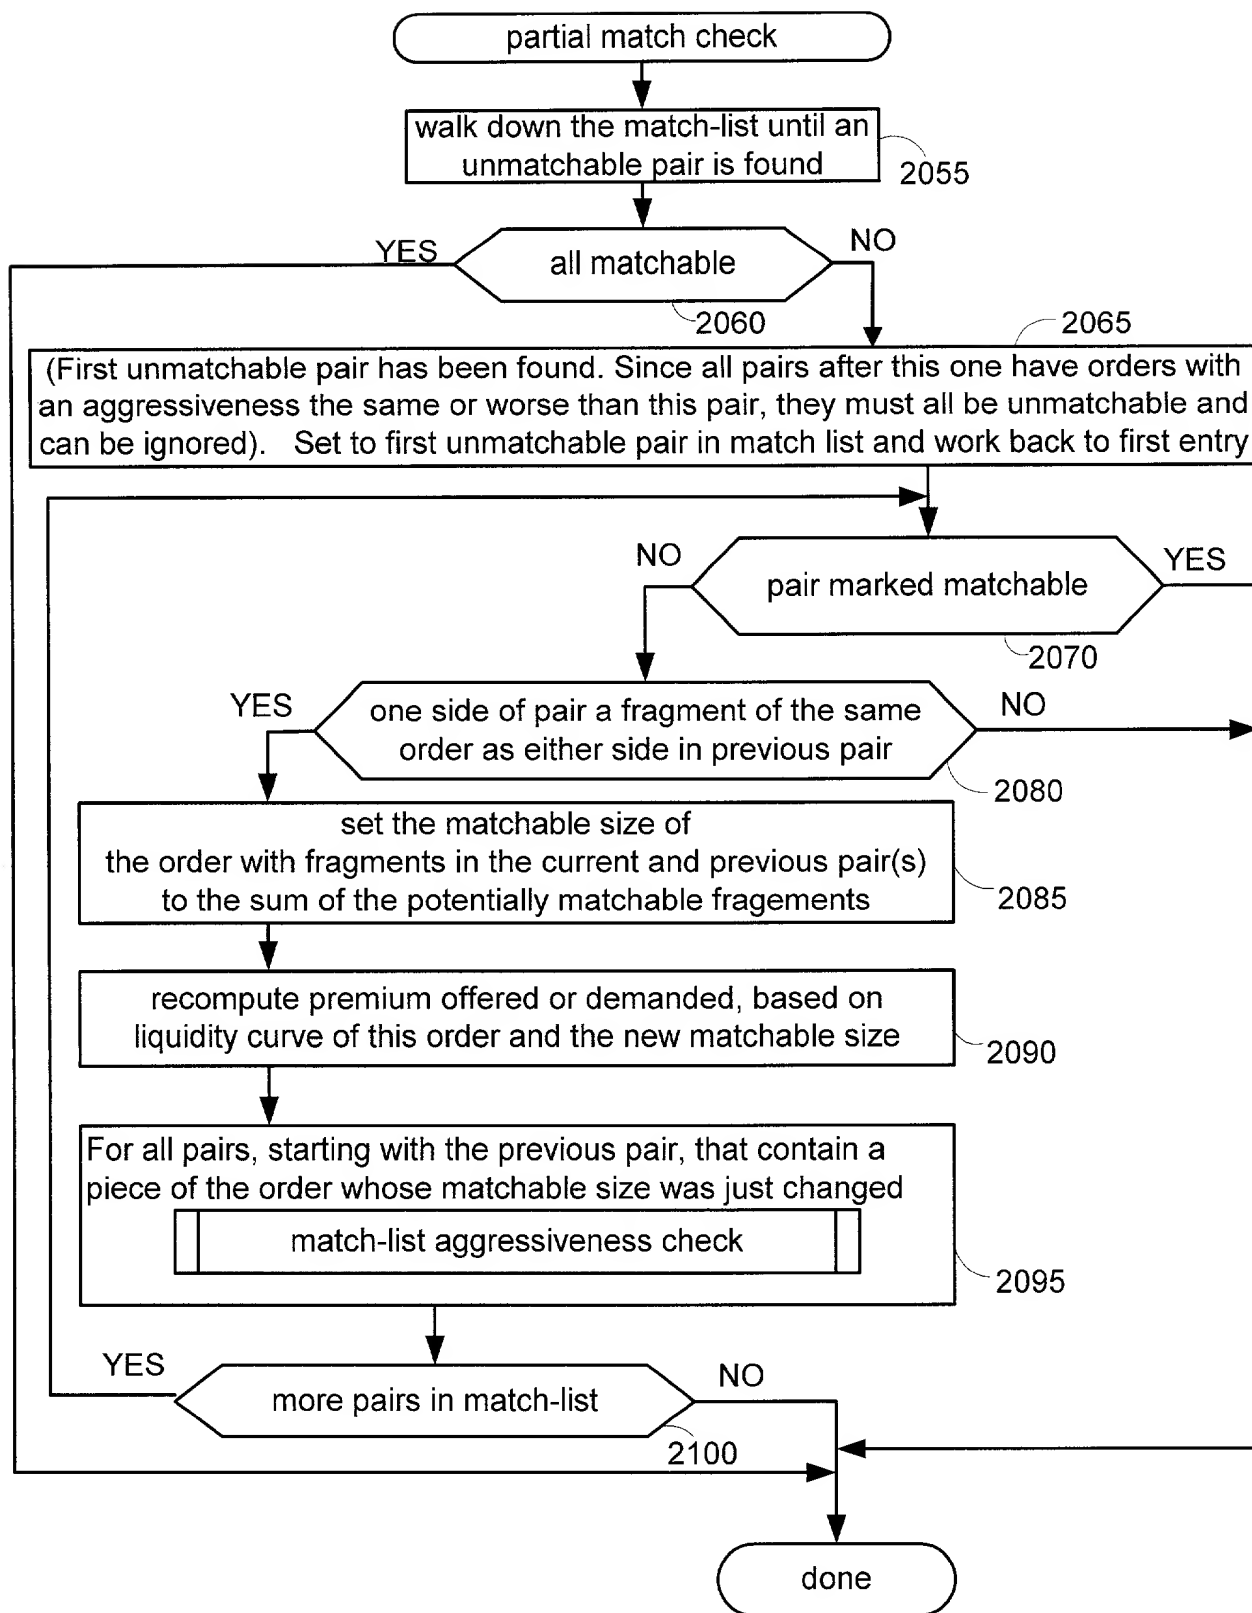 partial match check
walk down the match-list until an
unmatchable pair is found
2055
YES
all matchable
NO
2060
2065
(First unmatchable pair has been found. Since all pairs after this one have orders with
an aggressiveness the same or worse than this pair, they must all be unmatchable and
can be ignored). Set to first unmatchable pair in match list and work back to first entry
NO
pair marked matchable
YES
2070
YES
one side of pair a fragment of the same
order as either side in previous pair
NO
2080
set the matchable size of
the order with fragments in the current and previous pair(s)
to the sum of the potentially matchable fragements
2085
recompute premium offered or demanded, based on
liquidity curve of this order and the new matchable size
2090
For all pairs, starting with the previous pair, that contain a
piece of the order whose matchable size was just changed
match-list aggressiveness check
2095
YES
more pairs in match-list
NO
2100
done